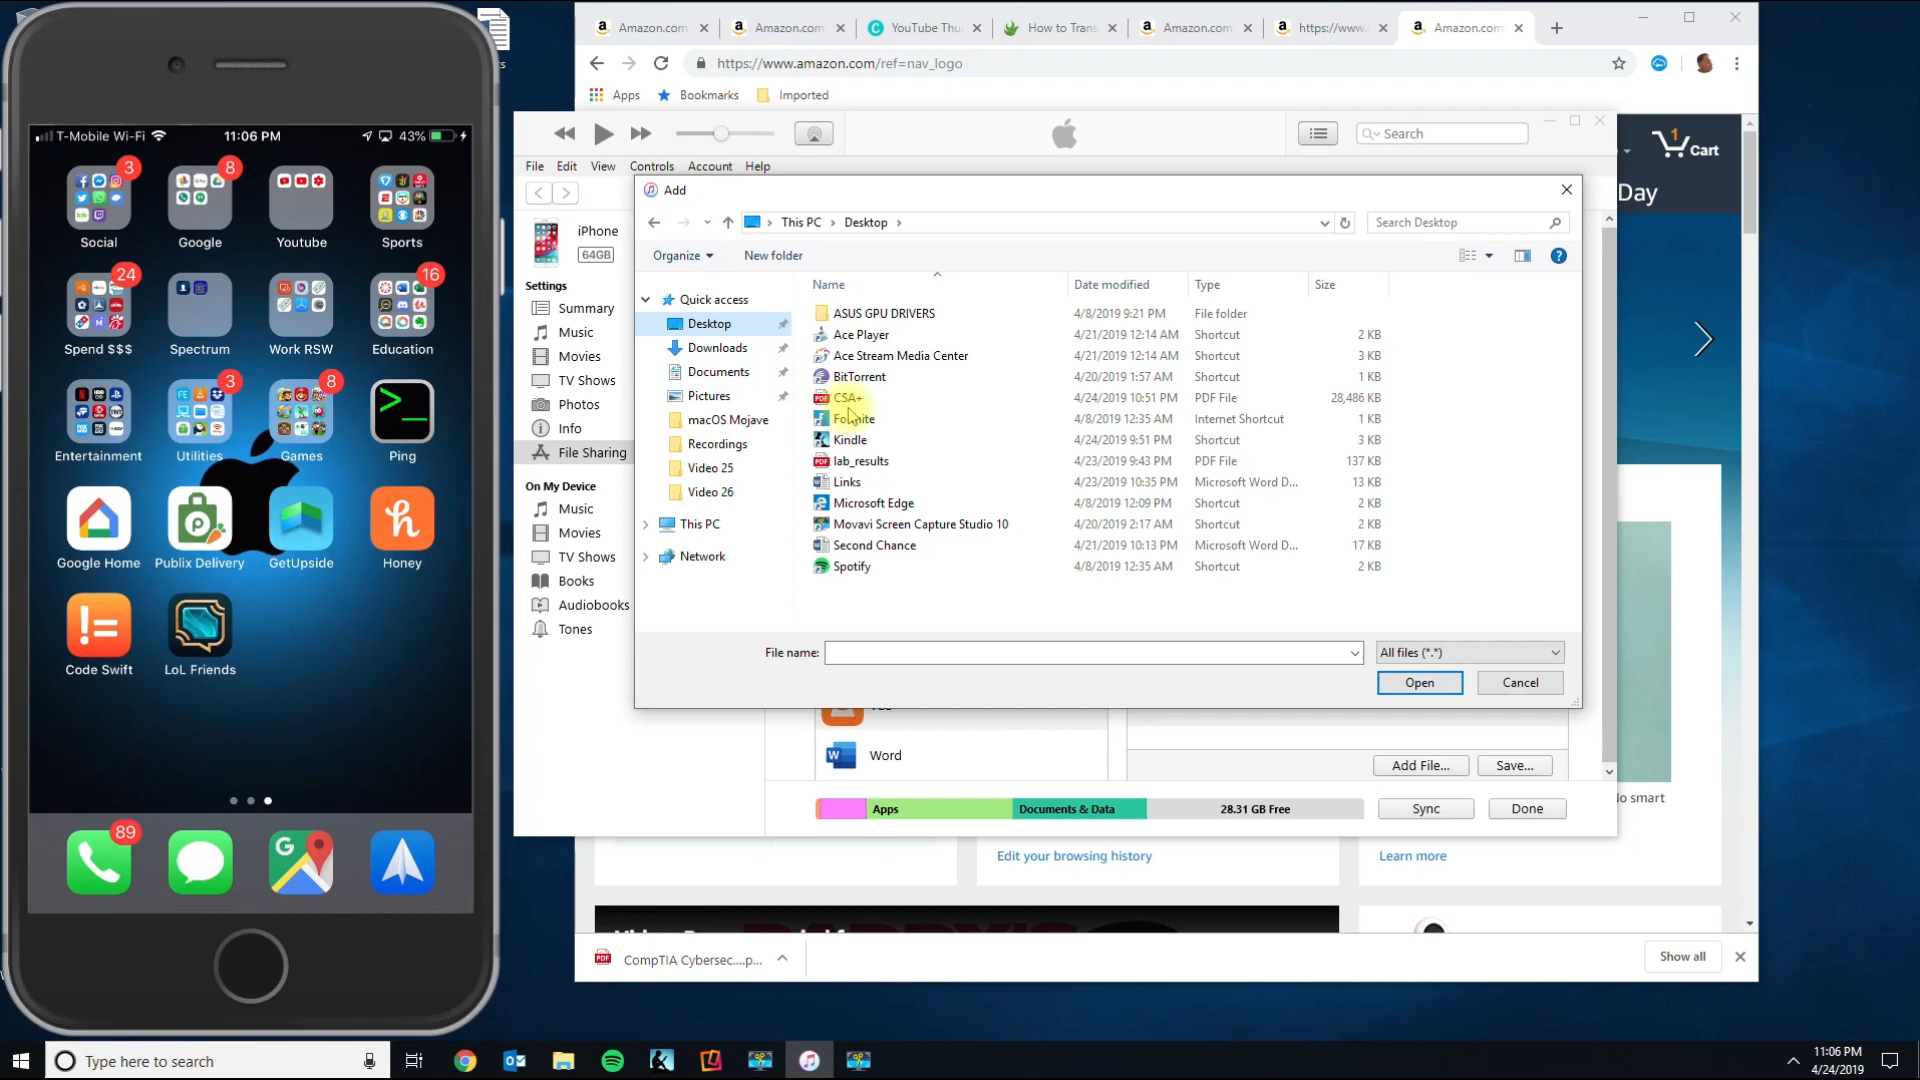 T-Mobile Wi-Fi 11:06 PM 43%
3 8
Social Google Youtube Sports
24 16
Spend $$$ Spectrum Work RSW Education
3 8 >_
Entertainment Utilities Games Ping
Google Home Publix Delivery GetUpside Honey
Code Swift LoL Friends
89
Amazon.com Amazon.com YouTube Thu How to Trans Amazon.com https://www. Amazon.com
https://www.amazon.com/ref=nav_logo
Apps Bookmarks Imported
Search
1
Cart
Day
File Edit View Controls Account Help
iPhone
64GB
Settings
Summary
Music
Movies
TV Shows
Photos
Info
File Sharing
On My Device
Music
Movies
TV Shows
Books
Audiobooks
Tones
Add
This PC Desktop
Search Desktop
Organize New folder
Quick access
Desktop
Downloads
Documents
Pictures
macOS Mojave
Recordings
Video 25
Video 26
This PC
Network
Name Date modified Type Size
ASUS GPU DRIVERS 4/8/2019 9:21 PM File folder
Ace Player 4/21/2019 12:14 AM Shortcut 2 KB
Ace Stream Media Center 4/21/2019 12:14 AM Shortcut 3 KB
BitTorrent 4/20/2019 1:57 AM Shortcut 1 KB
CSA+ 4/24/2019 10:51 PM PDF File 28,486 KB
Fortnite 4/8/2019 12:35 AM Internet Shortcut 1 KB
Kindle 4/24/2019 9:51 PM Shortcut 3 KB
lab_results 4/23/2019 9:43 PM PDF File 137 KB
Links 4/23/2019 10:35 PM Microsoft Word D... 13 KB
Microsoft Edge 4/8/2019 12:09 PM Shortcut 2 KB
Movavi Screen Capture Studio 10 4/20/2019 2:17 AM Shortcut 2 KB
Second Chance 4/21/2019 10:13 PM Microsoft Word D... 17 KB
Spotify 4/8/2019 12:35 AM Shortcut 2 KB
File name: All files (*.*)
Open Cancel
Word
Add File... Save...
Apps Documents & Data 28.31 GB Free Sync Done
No smart
Edit your browsing history Learn more
CompTIA Cybersec....p... Show all
Type here to search
11:06 PM
4/24/2019